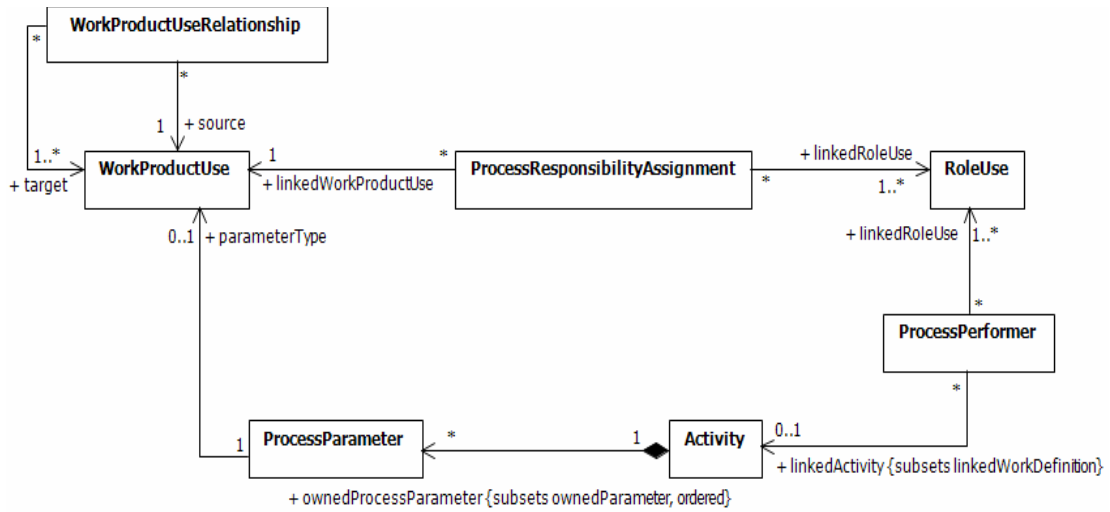 WorkProductUseRelationship
*
*
1
+ source
1..*
+ target
WorkProductUse
1
+ linkedWorkProductUse
*
ProcessResponsibilityAssignment
*
+ linkedRoleUse
1..*
RoleUse
0..1
+ parameterType
+ linkedRoleUse
1..*
*
ProcessPerformer
*
1
ProcessParameter
*
1
Activity
0..1
+ linkedActivity {subsets linkedWorkDefinition}
+ ownedProcessParameter {subsets ownedParameter, ordered}